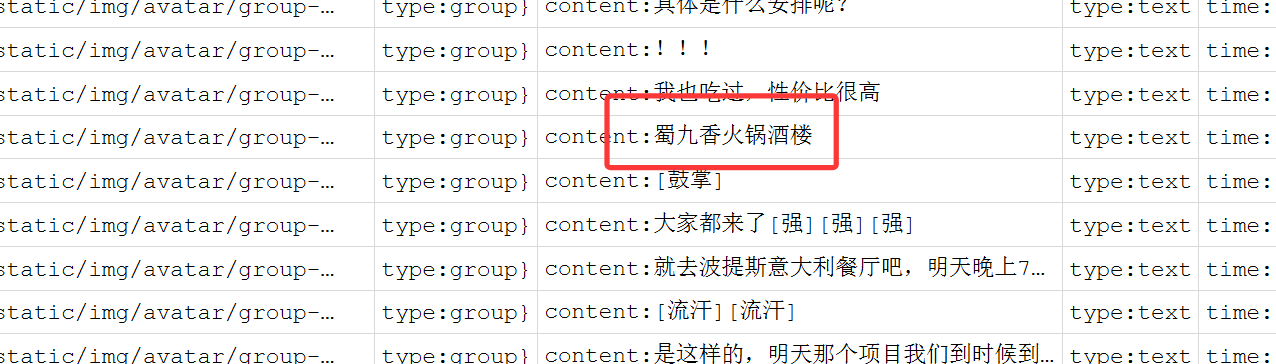 static/img/avatar/group-… type:group} content:具体是什么安排呢? type:text time:
static/img/avatar/group-… type:group} content:！！！ type:text time:
static/img/avatar/group-… type:group} content:我也吃过，性价比很高 type:text time:
static/img/avatar/group-… type:group} content:蜀九香火锅酒楼 type:text time:
static/img/avatar/group-… type:group} content:[鼓掌] type:text time:
static/img/avatar/group-… type:group} content:大家都来了[强][强][强] type:text time:
static/img/avatar/group-… type:group} content:就去波提斯意大利餐厅吧，明天晚上7… type:text time:
static/img/avatar/group-… type:group} content:[流汗][流汗] type:text time:
static/img/avatar/group-… type:group} content:是这样的，明天那个项目我们到时候到… type:text time: